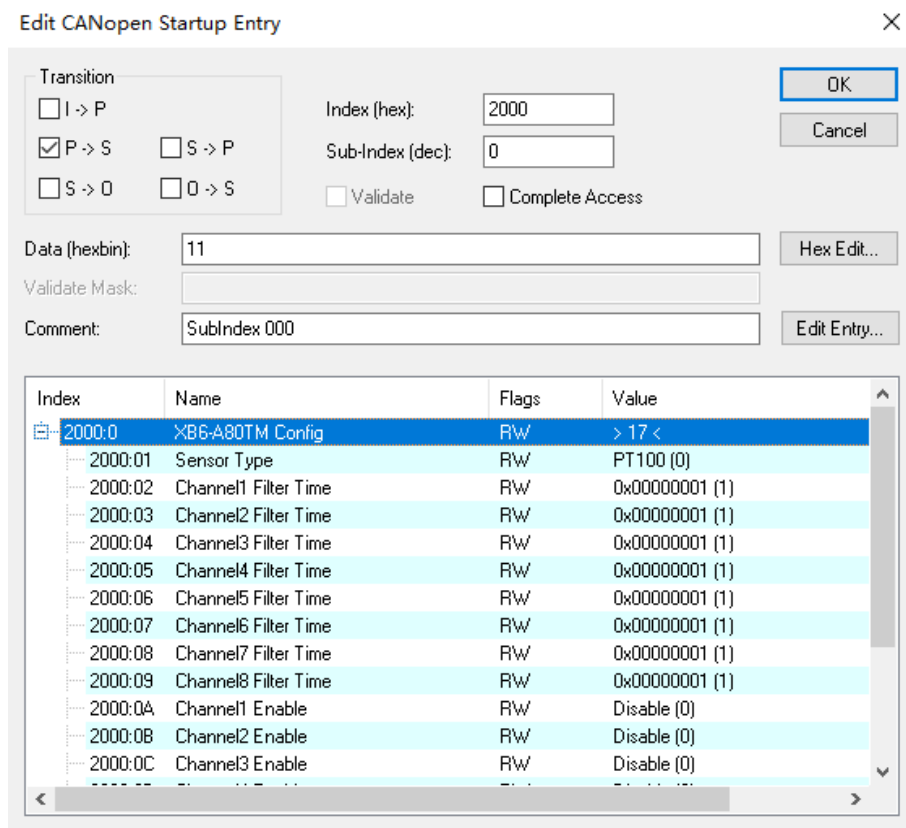 Edit CANopen Startup Entry
Transition
I -> P
P -> S
S -> P
S -> O
O -> S
Index (hex):
2000
Sub-Index (dec):
0
Validate
Complete Access
OK
Cancel
Data (hexbin):
11
Hex Edit...
Validate Mask:
Comment:
SubIndex 000
Edit Entry...
Index Name Flags Value
2000:0 XB6-A80TM Config RW > 17 <
2000:01 Sensor Type RW PT100 (0)
2000:02 Channel1 Filter Time RW 0x00000001 (1)
2000:03 Channel2 Filter Time RW 0x00000001 (1)
2000:04 Channel3 Filter Time RW 0x00000001 (1)
2000:05 Channel4 Filter Time RW 0x00000001 (1)
2000:06 Channel5 Filter Time RW 0x00000001 (1)
2000:07 Channel6 Filter Time RW 0x00000001 (1)
2000:08 Channel7 Filter Time RW 0x00000001 (1)
2000:09 Channel8 Filter Time RW 0x00000001 (1)
2000:0A Channel1 Enable RW Disable (0)
2000:0B Channel2 Enable RW Disable (0)
2000:0C Channel3 Enable RW Disable (0)